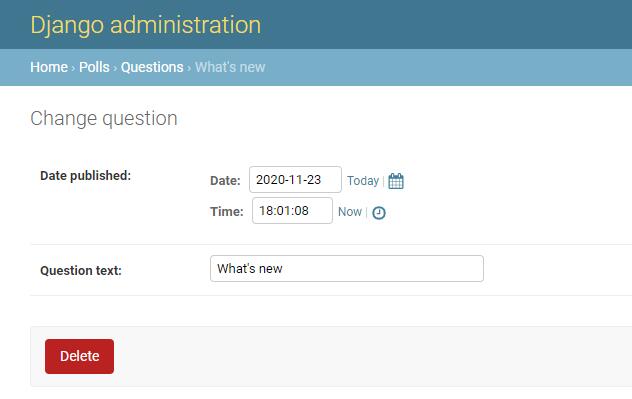 Django administration
Home › Polls › Questions › What's new
Change question
Date published:
Date: 2020-11-23 Today |
Time: 18:01:08 Now |
Question text: What's new
Delete